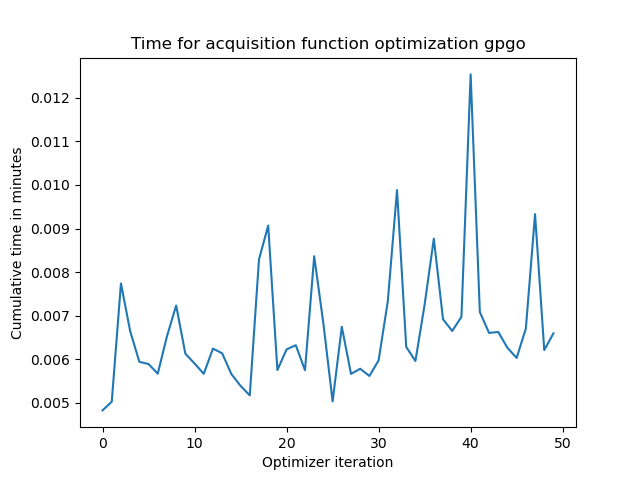 Time for acquisition function optimization gpgo
0.012
0.011
0.010
0.009
0.008
0.007
0.006
0.005
Cumulative time in minutes
0 10 20 30 40 50
Optimizer iteration